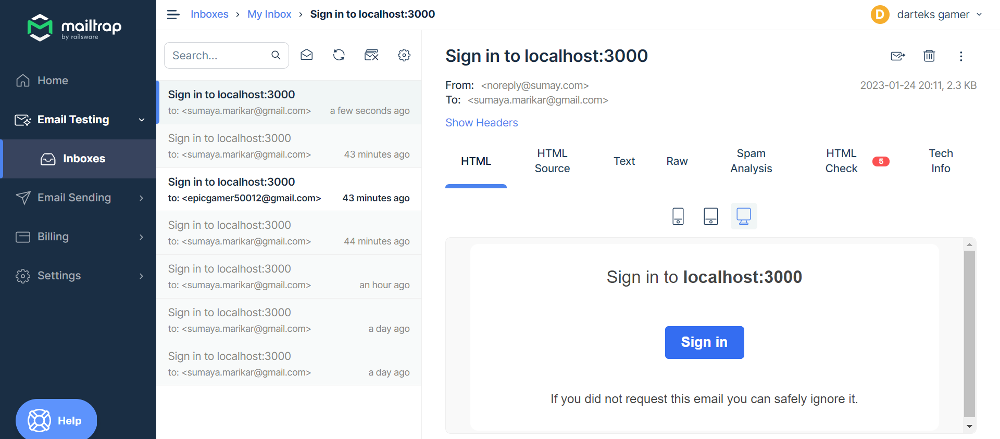 mailtrap
by railsware
Home
Email Testing
Inboxes
Email Sending
Billing
Settings
Help
Inboxes › My Inbox › Sign in to localhost:3000
D darteks gamer
Search...
Sign in to localhost:3000
to: <sumaya.marikar@gmail.com> a few seconds ago
Sign in to localhost:3000
to: <sumaya.marikar@gmail.com> 43 minutes ago
Sign in to localhost:3000
to: <epicgamer50012@gmail.com> 43 minutes ago
Sign in to localhost:3000
to: <sumaya.marikar@gmail.com> 44 minutes ago
Sign in to localhost:3000
to: <sumaya.marikar@gmail.com> an hour ago
Sign in to localhost:3000
to: <sumaya.marikar@gmail.com> a day ago
Sign in to localhost:3000
to: <sumaya.marikar@gmail.com> a day ago
Sign in to localhost:3000
From: <noreply@sumay.com> 2023-01-24 20:11, 2.3 KB
To: <sumaya.marikar@gmail.com>
Show Headers
HTML
HTML
Source
Text
Raw
Spam
Analysis
HTML
Check
5
Tech
Info
Sign in to localhost:3000
Sign in
If you did not request this email you can safely ignore it.